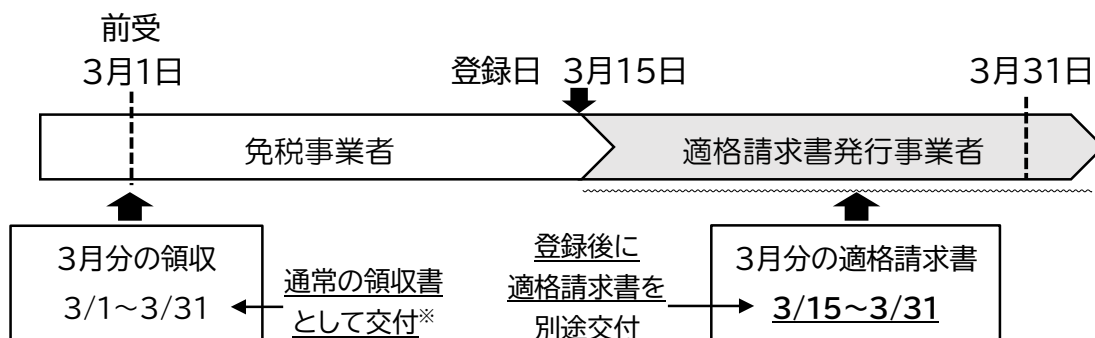 前受
3月1日
登録日 3月15日
3月31日
免税事業者
適格請求書発行事業者
3月分の領収
3/1～3/31
通常の領収書
として交付※
登録後に
適格請求書を
別途交付
3月分の適格請求書
3/15～3/31